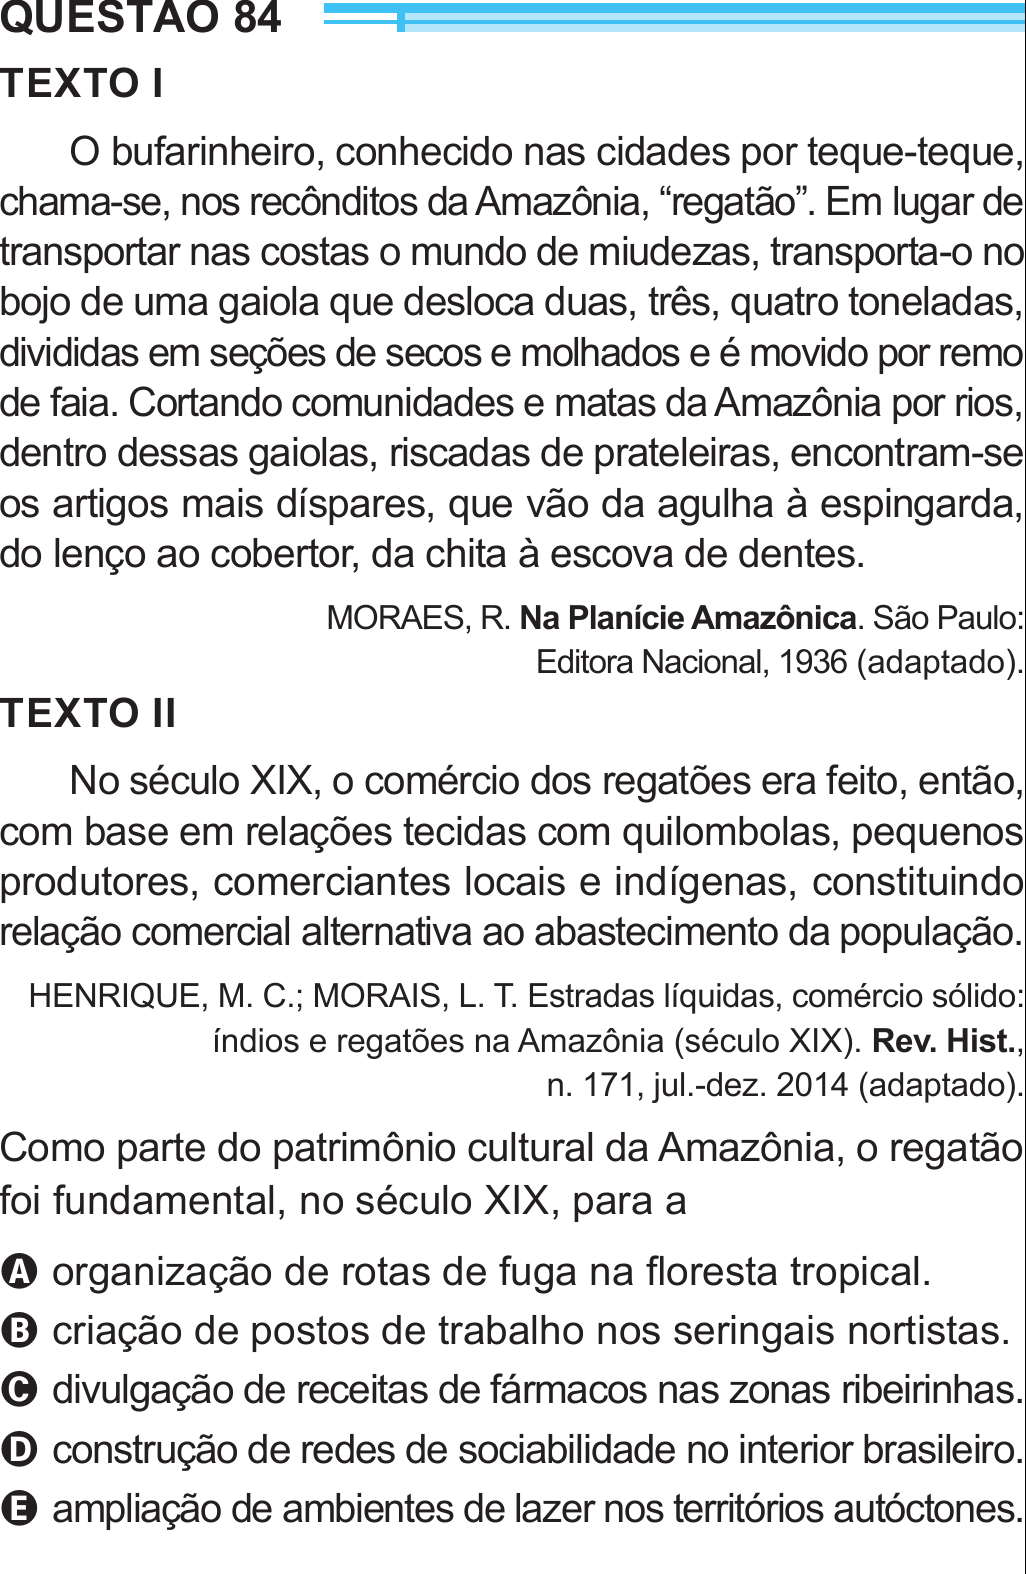 QUESTÃO 84
TEXTO I
O bufarinheiro, conhecido nas cidades por teque-teque,
chama-se, nos recônditos da Amazônia, “regatão”. Em lugar de
transportar nas costas o mundo de miudezas, transporta-o no
bojo de uma gaiola que desloca duas, três, quatro toneladas,
divididas em seções de secos e molhados e é movido por remo
de faia. Cortando comunidades e matas da Amazônia por rios,
dentro dessas gaiolas, riscadas de prateleiras, encontram-se
os artigos mais díspares, que vão da agulha à espingarda,
do lenço ao cobertor, da chita à escova de dentes.
MORAES, R. Na Planície Amazônica. São Paulo:
Editora Nacional, 1936 (adaptado).
TEXTO II
No século XIX, o comércio dos regatões era feito, então,
com base em relações tecidas com quilombolas, pequenos
produtores, comerciantes locais e indígenas, constituindo
relação comercial alternativa ao abastecimento da população.
HENRIQUE, M. C.; MORAIS, L. T. Estradas líquidas, comércio sólido:
índios e regatões na Amazônia (século XIX). Rev. Hist.,
n. 171, jul.-dez. 2014 (adaptado).
Como parte do patrimônio cultural da Amazônia, o regatão
foi fundamental, no século XIX, para a
A organização de rotas de fuga na floresta tropical.
B criação de postos de trabalho nos seringais nortistas.
C divulgação de receitas de fármacos nas zonas ribeirinhas.
D construção de redes de sociabilidade no interior brasileiro.
E ampliação de ambientes de lazer nos territórios autóctones.